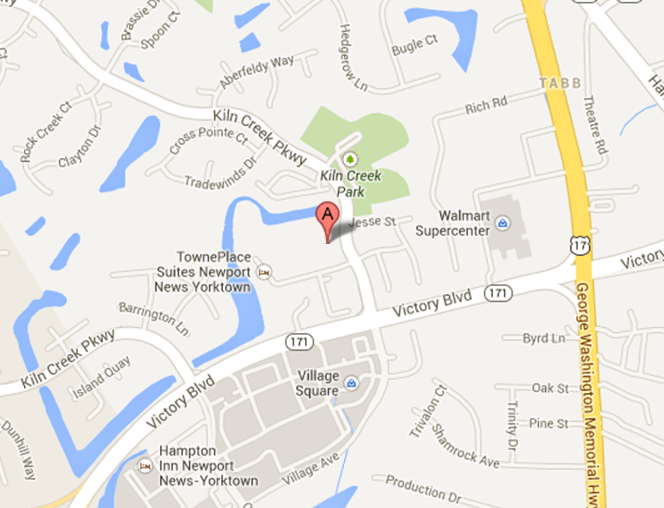 Brassie Dr
Spoon Ct
Hedgerow Ln
Bugle Ct
TABB
Aberfeldy Way
Rich Rd
Theatre Rd
Kiln Creek Pkwy
Rock Creek Ct
Clayton Dr
Cross Pointe Ct
Tradewinds Dr
Kiln Creek
Park
A
Jesse St
Walmart
Supercenter
17
TownePlace
Suites Newport
News Yorktown
Victory Blvd
171
George Washington Memorial Hwy
Barrington Ln
Kiln Creek Pkwy
Island Quay
171
Byrd Ln
Village
Square
Victory Blvd
Oak St
Trivalon Ct
Trinity Dr
Pine St
Dunhill Way
Shamrock Ave
Hampton
Inn Newport
News-Yorktown
Village Ave
Production Dr